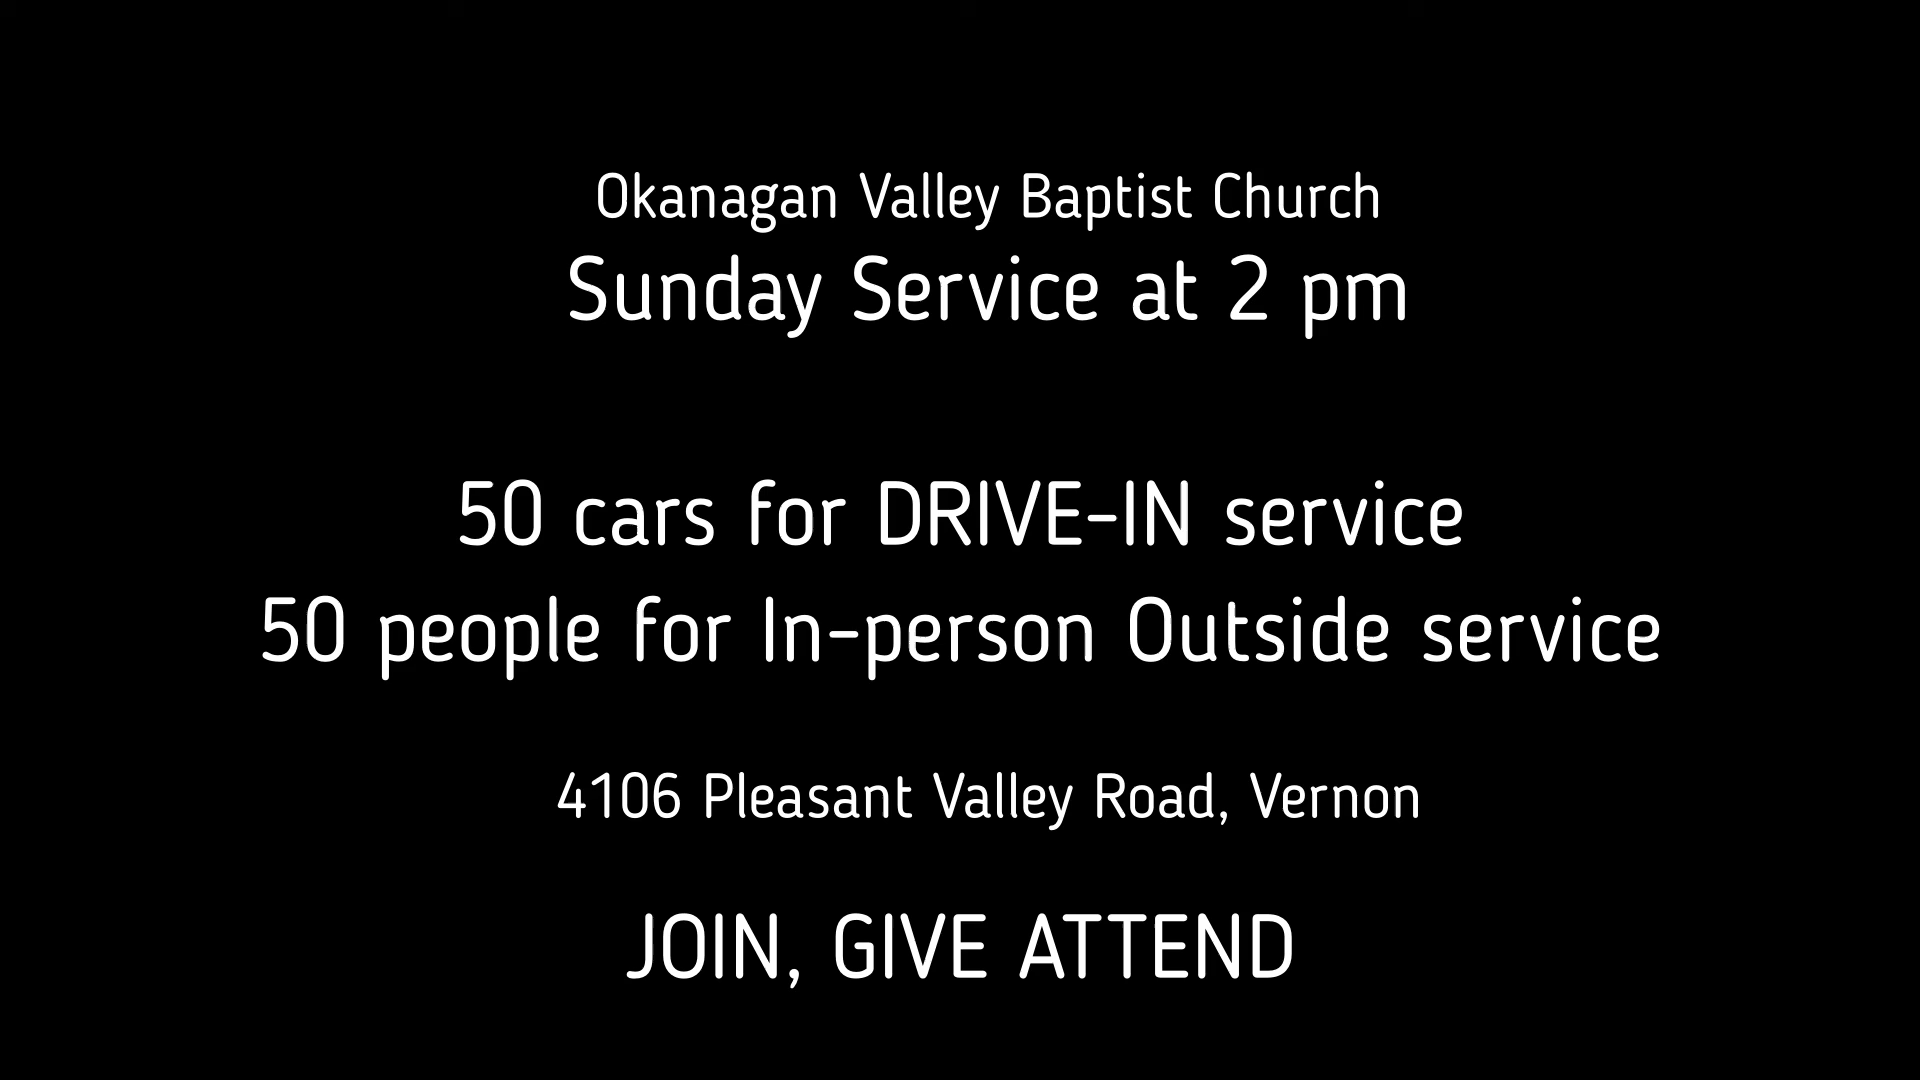 Okanagan Valley Baptist Church
Sunday Service at 2 pm
50 cars for DRIVE-IN service
50 people for In-person Outside service
4106 Pleasant Valley Road, Vernon
JOIN, GIVE ATTEND